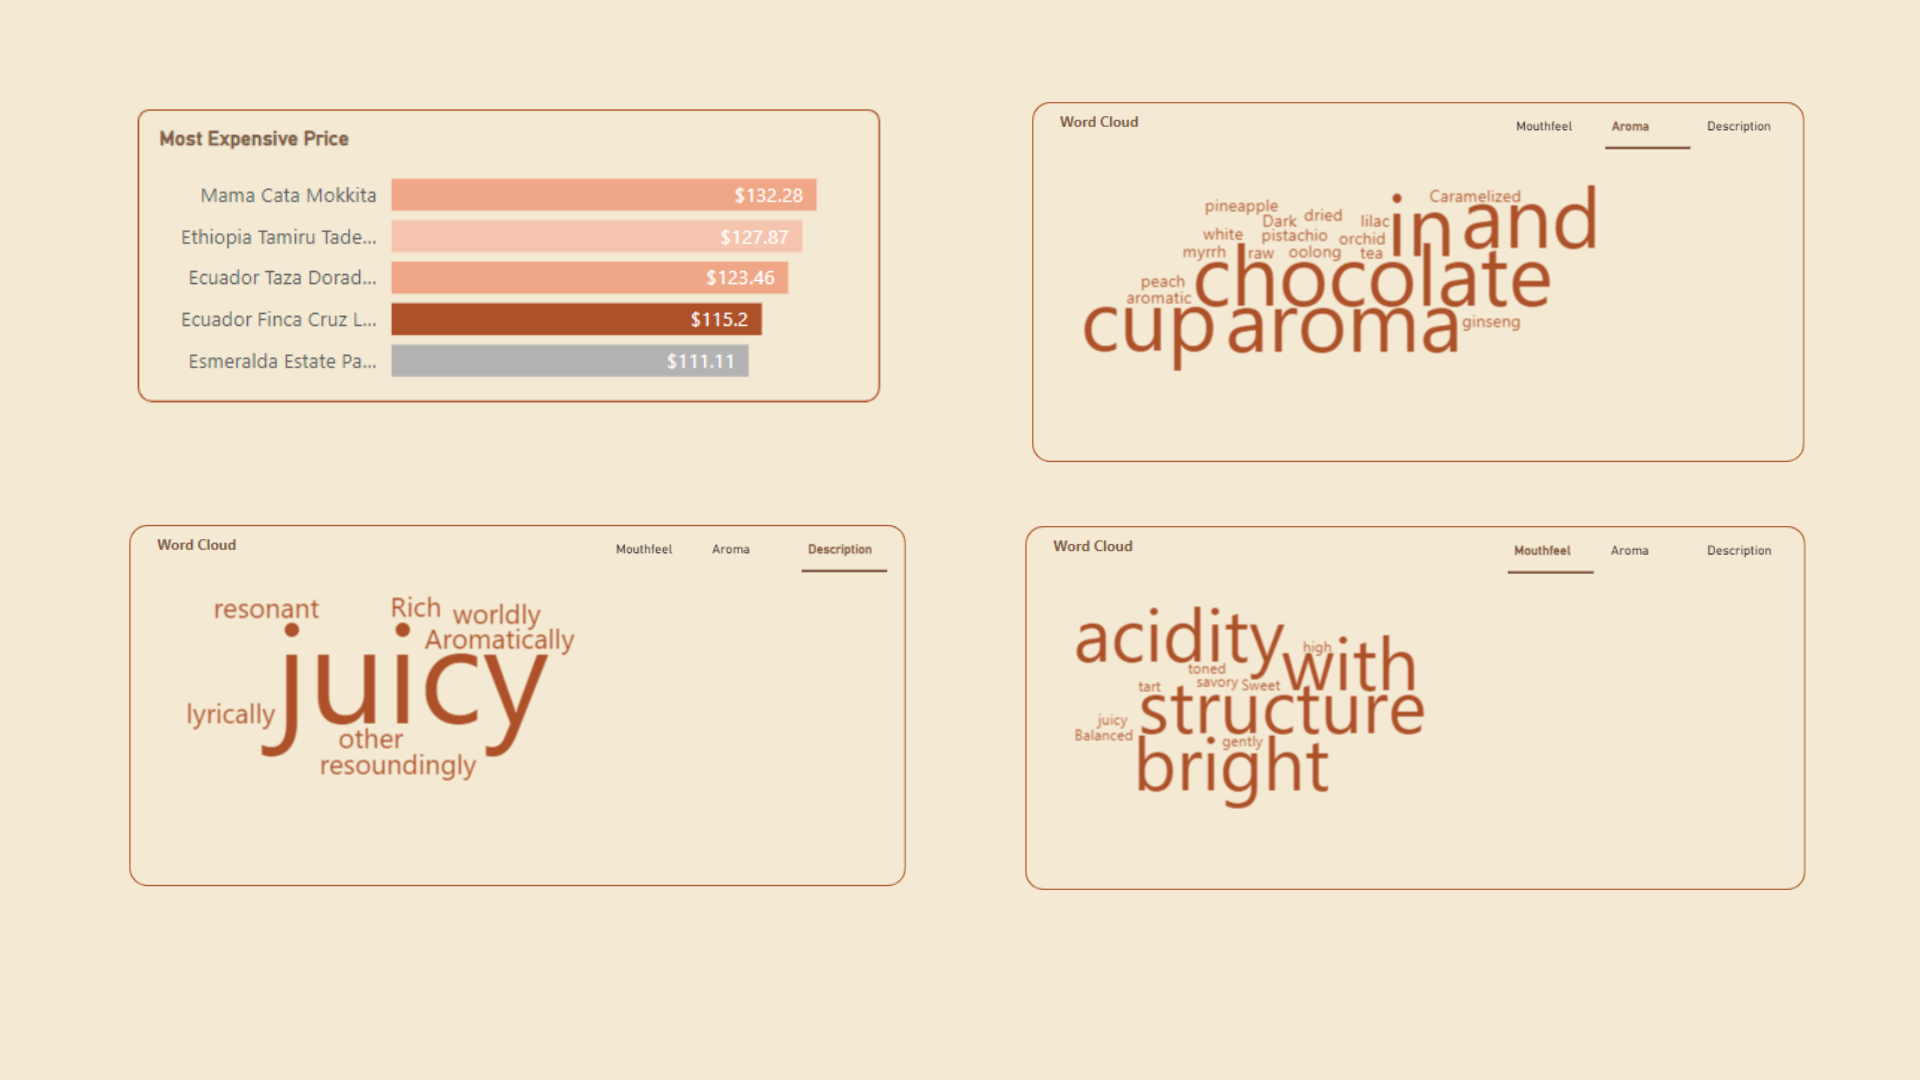 Most Expensive Price
Mama Cata Mokkita $132.28
Ethiopia Tamiru Tade... $127.87
Ecuador Taza Dorad... $123.46
Ecuador Finca Cruz L... $115.2
Esmeralda Estate Pa... $111.11
Word Cloud Mouthfeel Aroma Description
pineapple Caramelized
Dark dried lilac in and
white pistachio orchid
myrrh raw oolong tea
peach chocolate
aromatic
cup aroma ginseng
Word Cloud Mouthfeel Aroma Description
resonant Rich worldly
Aromatically
juicy
lyrically
other
resoundingly
Word Cloud Mouthfeel Aroma Description
acidity high with
toned
tart savory Sweet
structure
juicy
Balanced gently
bright